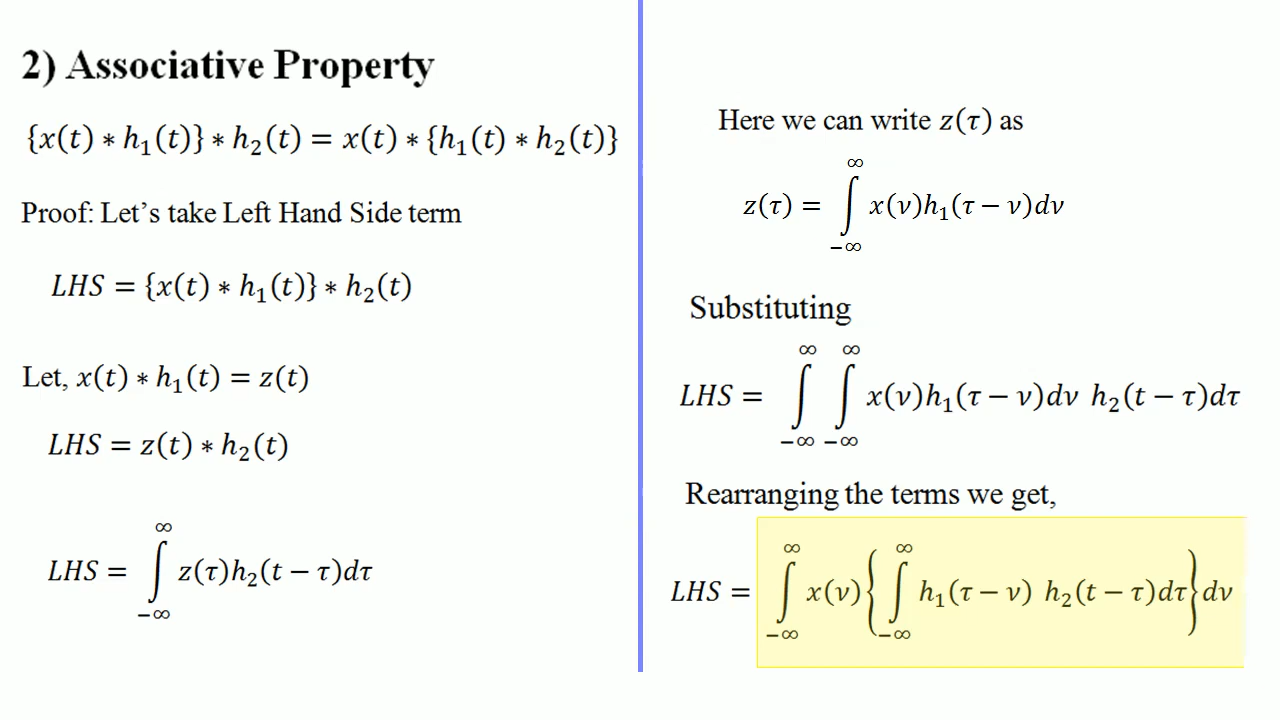 2) Associative Property
{x(t) ∗ h₁(t)} ∗ h₂(t) = x(t) ∗ {h₁(t) ∗ h₂(t)}
Proof: Let’s take Left Hand Side term
LHS = {x(t) ∗ h₁(t)} ∗ h₂(t)
Let, x(t) ∗ h₁(t) = z(t)
LHS = z(t) ∗ h₂(t)
LHS = ∫_{−∞}^{∞} z(τ)h₂(t − τ)dτ
Here we can write z(τ) as
z(τ) = ∫_{−∞}^{∞} x(ν)h₁(τ − ν)dν
Substituting
LHS = ∫_{−∞}^{∞} ∫_{−∞}^{∞} x(ν)h₁(τ − ν)dν h₂(t − τ)dτ
Rearranging the terms we get,
LHS = ∫_{−∞}^{∞} x(ν){∫_{−∞}^{∞} h₁(τ − ν) h₂(t − τ)dτ}dν